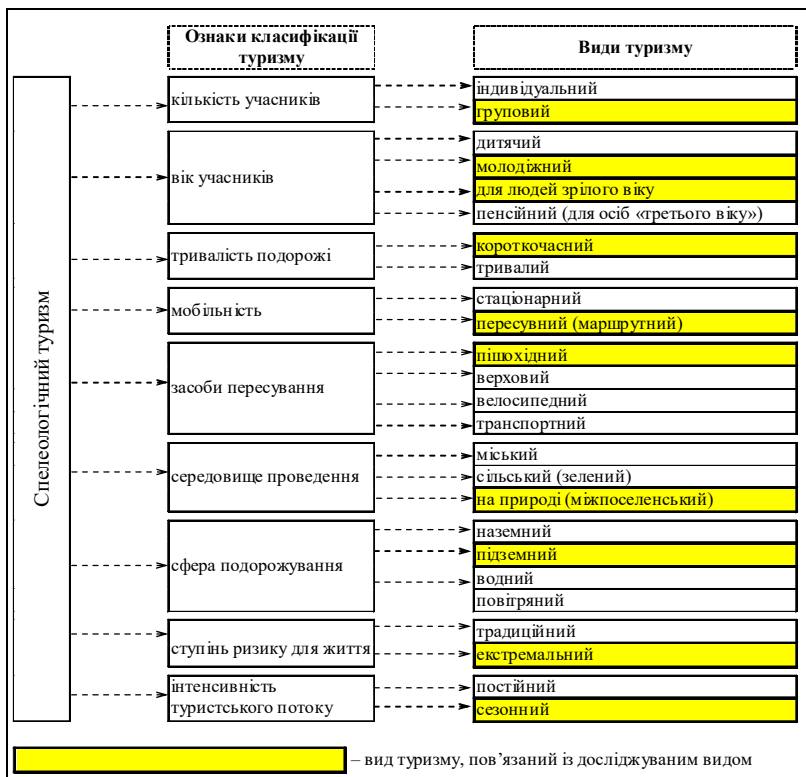 Ознаки класифікації
туризму
Види туризму
Спелеологічний туризм
кількість учасників
індивідуальний
груповий
вік учасників
дитячий
молодіжний
для людей зрілого віку
пенсійний (для осіб «третього віку»)
тривалість подорожі
короткочасний
тривалий
мобільність
стаціонарний
пересувний (маршрутний)
засоби пересування
пішохідний
верховий
велосипедний
транспортний
середовище проведення
міський
сільський (зелений)
на природі (міжпоселенський)
сфера подорожування
наземний
підземний
водний
повітряний
ступінь ризику для життя
традиційний
екстремальний
інтенсивність
туристського потоку
постійний
сезонний
– вид туризму, пов’язаний із досліджуваним видом